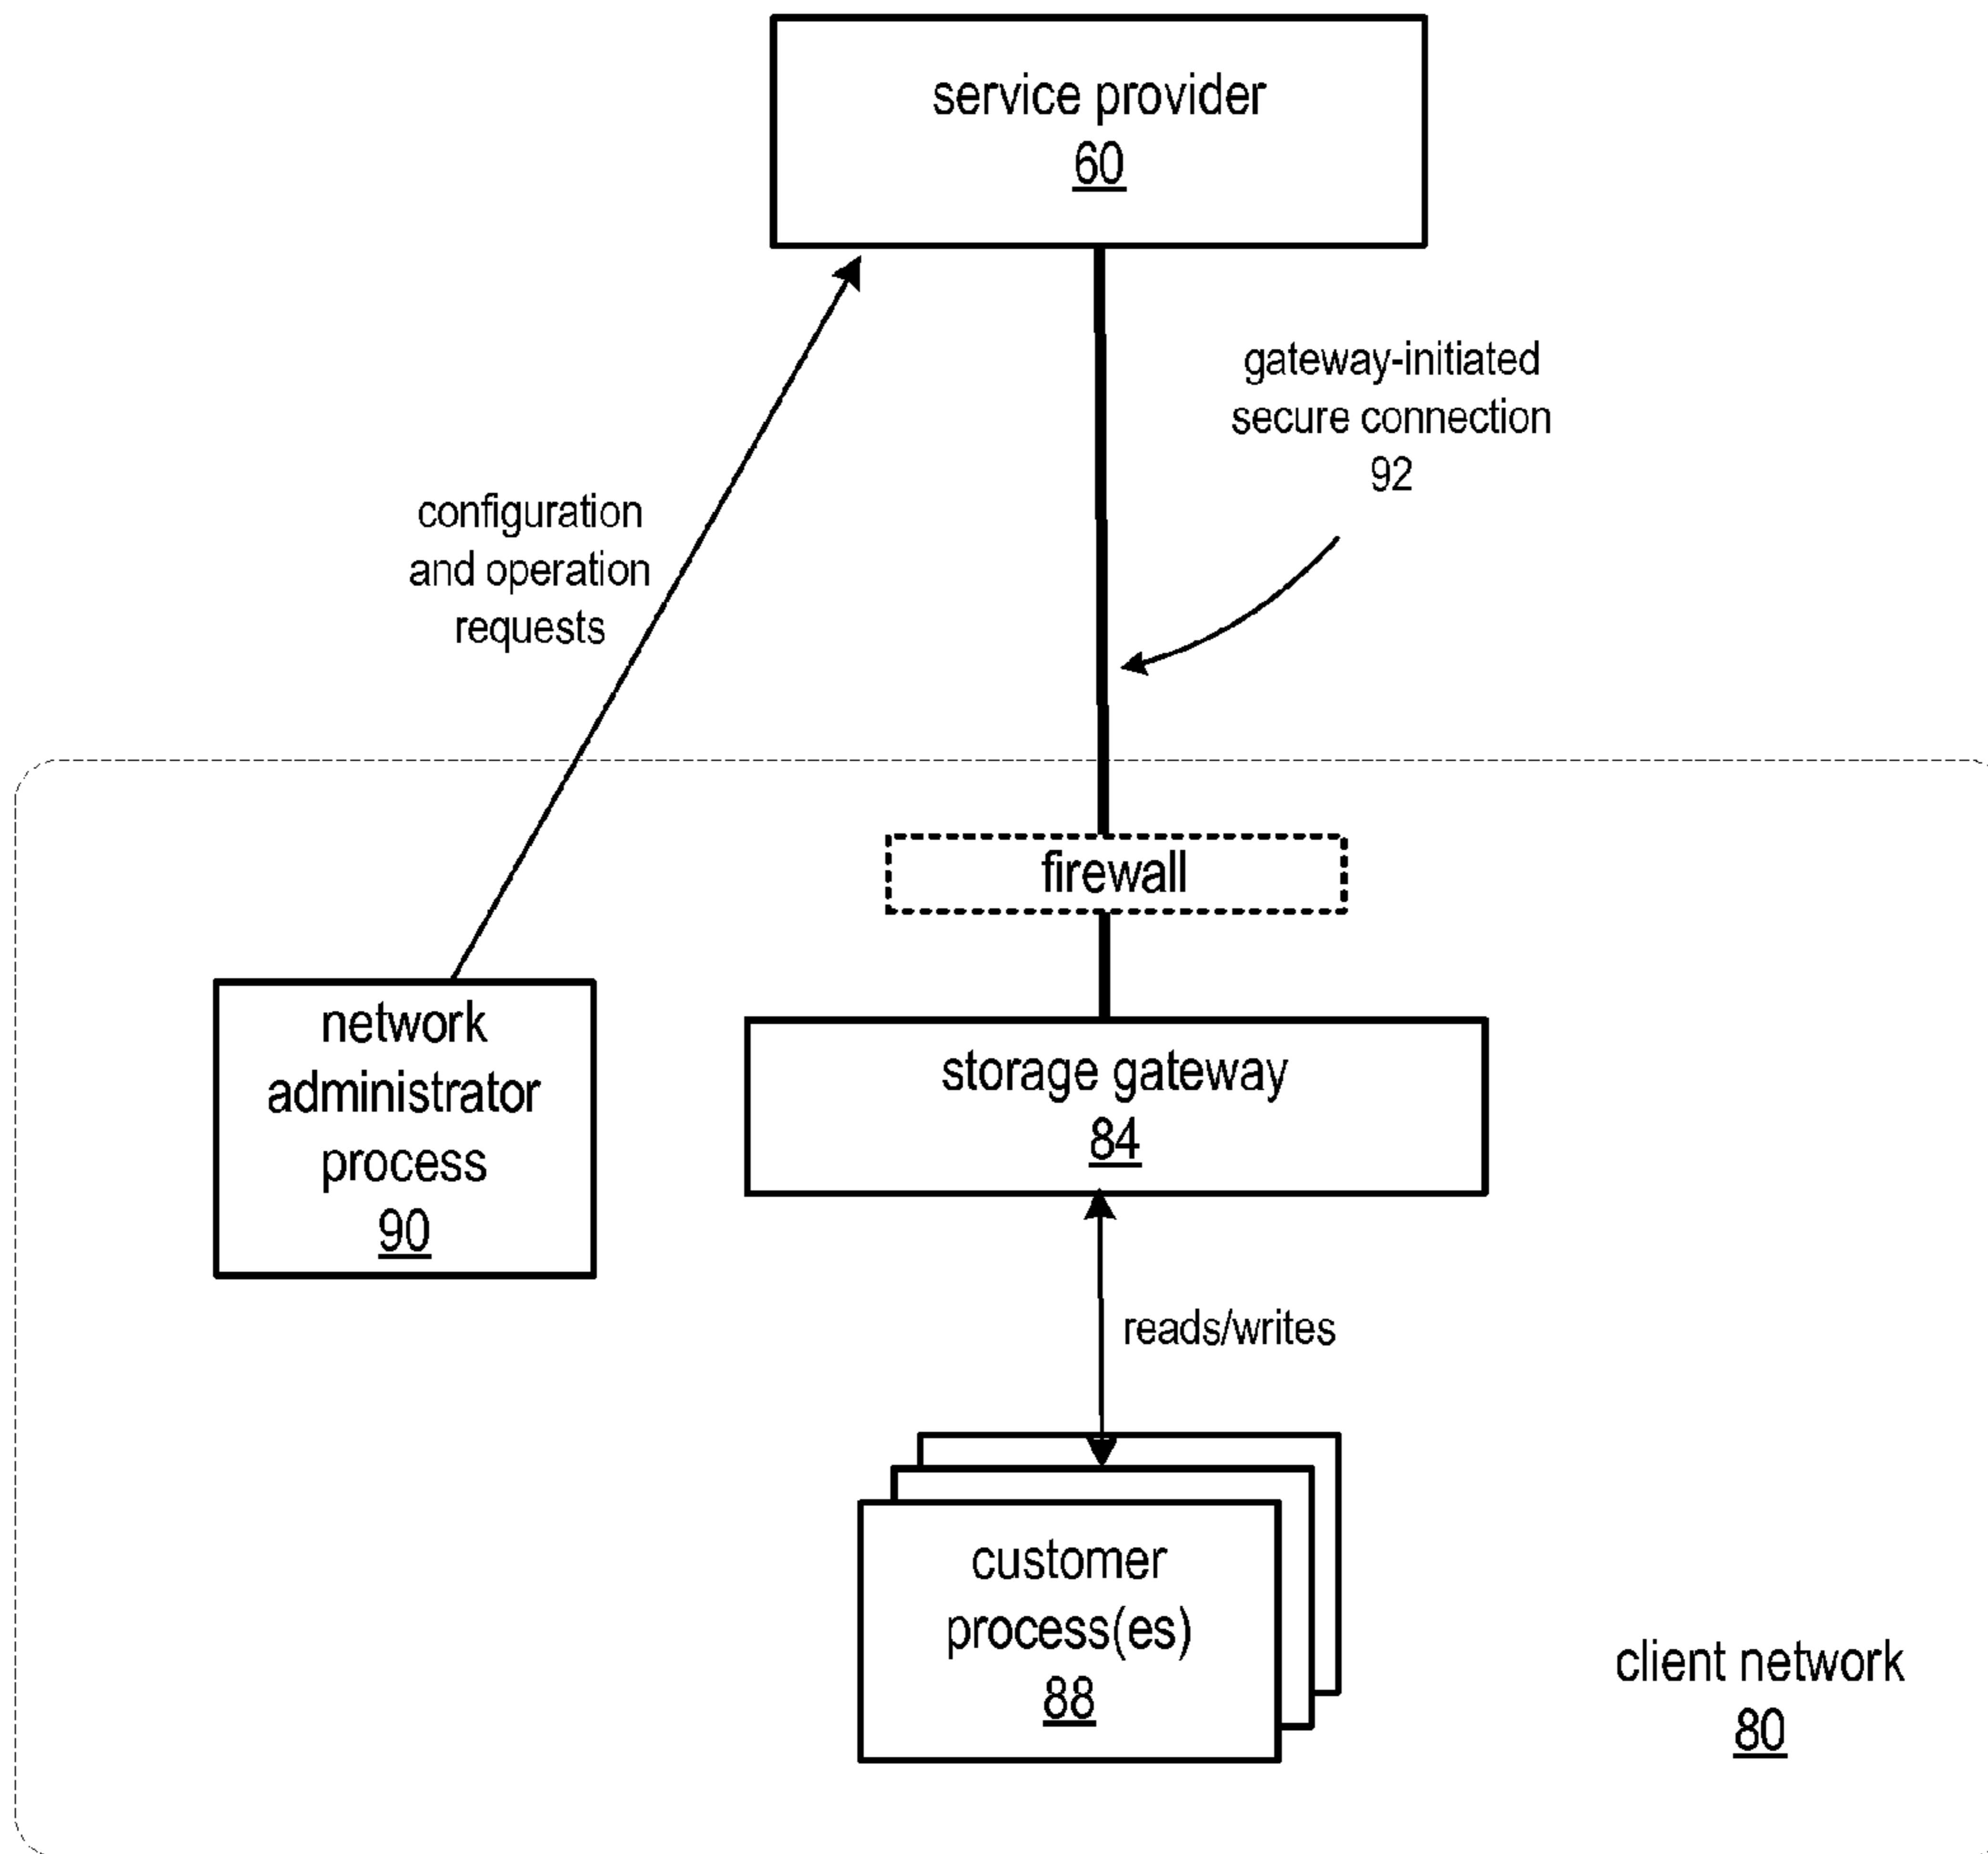 service provider
60
gateway-initiated
secure connection
92
configuration
and operation
requests
firewall
network
administrator
process
90
storage gateway
84
reads/writes
customer
process(es)
88
client network
80